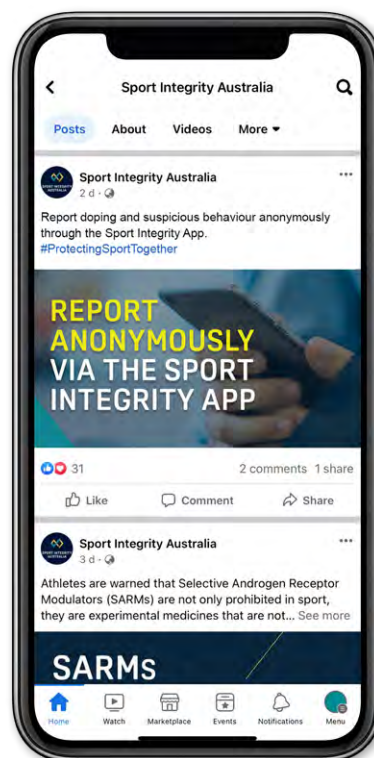 Sport Integrity Australia
Posts About Videos More
Sport Integrity Australia
2 d ·
Report doping and suspicious behaviour anonymously
through the Sport Integrity App.
#ProtectingSportTogether
REPORT
ANONYMOUSLY
VIA THE SPORT
INTEGRITY APP
31 2 comments 1 share
Like Comment Share
Sport Integrity Australia
3 d ·
Athletes are warned that Selective Androgen Receptor
Modulators (SARMs) are not only prohibited in sport,
they are experimental medicines that are not... See more
SARMs
Home Watch Marketplace Events Notifications Menu